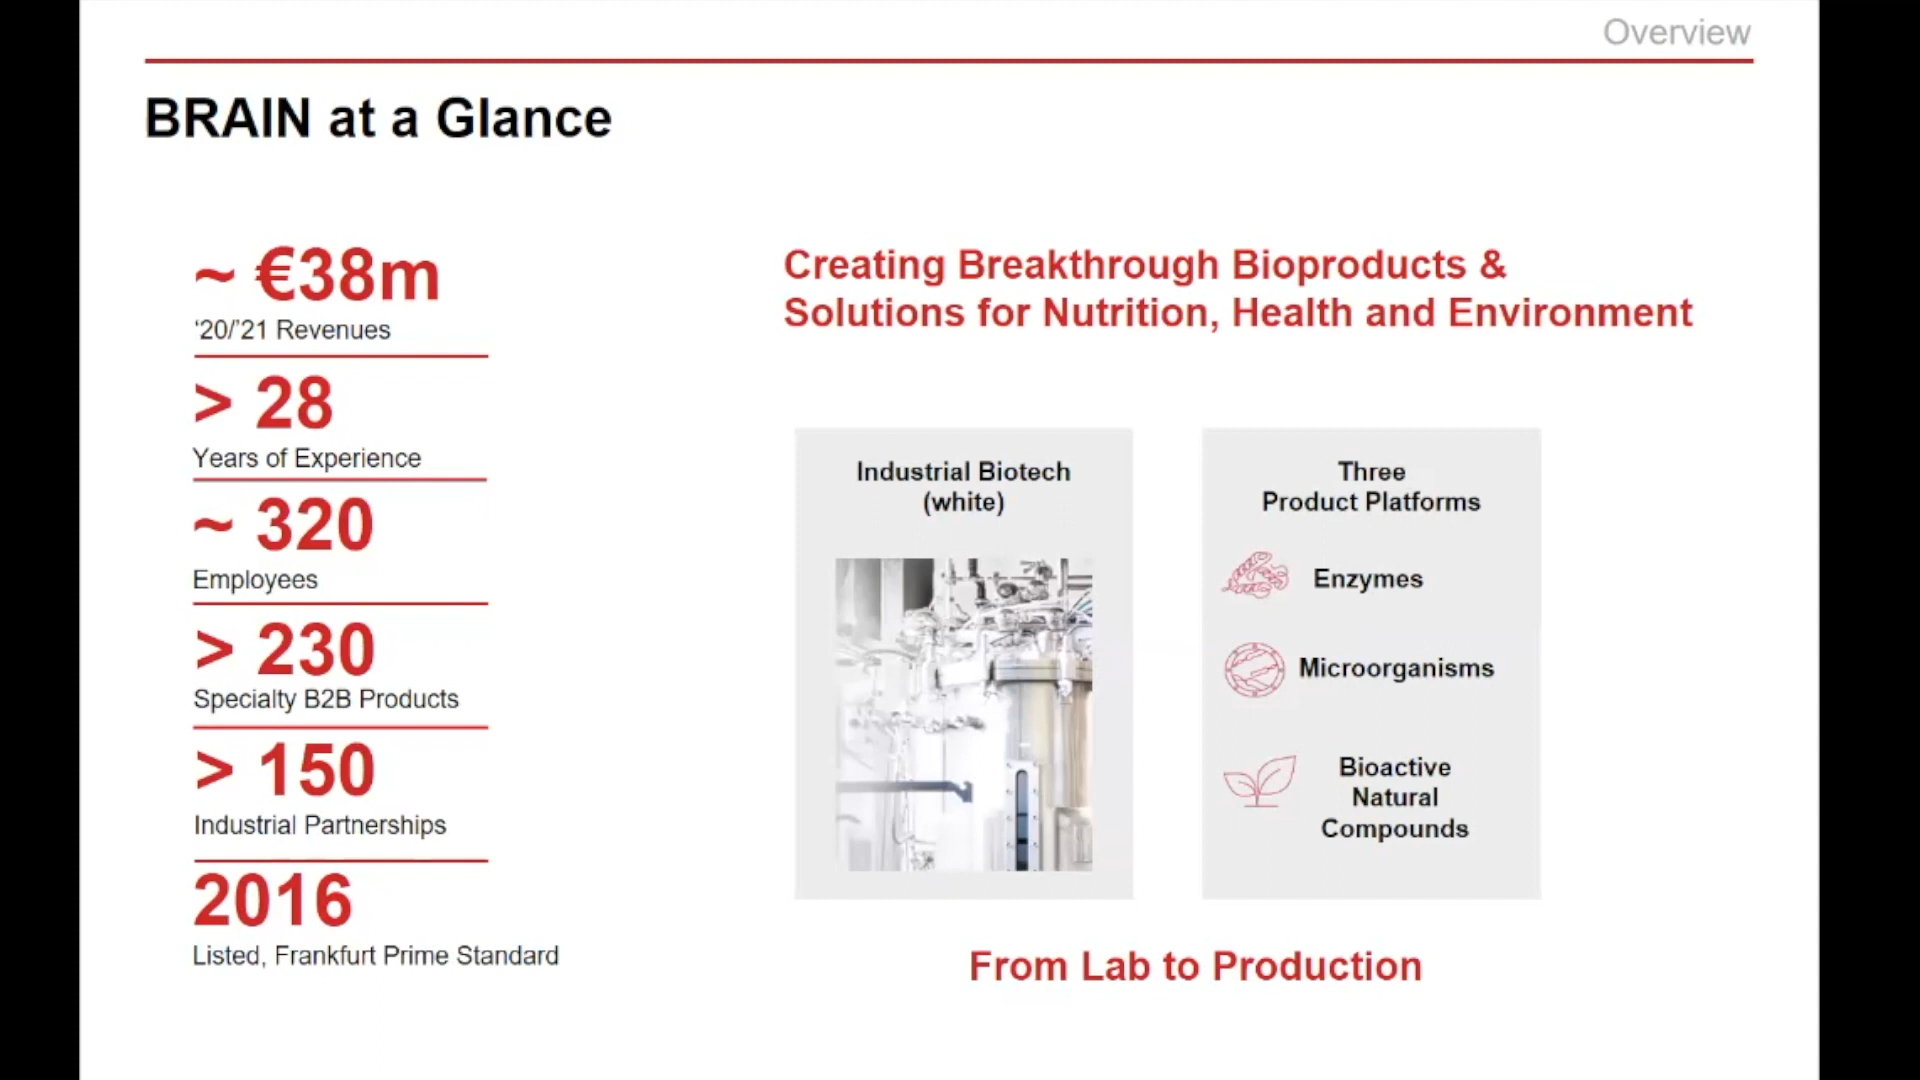 Overview
BRAIN at a Glance
~ €38m
‘20/’21 Revenues
> 28
Years of Experience
~ 320
Employees
> 230
Specialty B2B Products
> 150
Industrial Partnerships
2016
Listed, Frankfurt Prime Standard
Creating Breakthrough Bioproducts &
Solutions for Nutrition, Health and Environment
Industrial Biotech
(white)
Three
Product Platforms
Enzymes
Microorganisms
Bioactive
Natural
Compounds
From Lab to Production